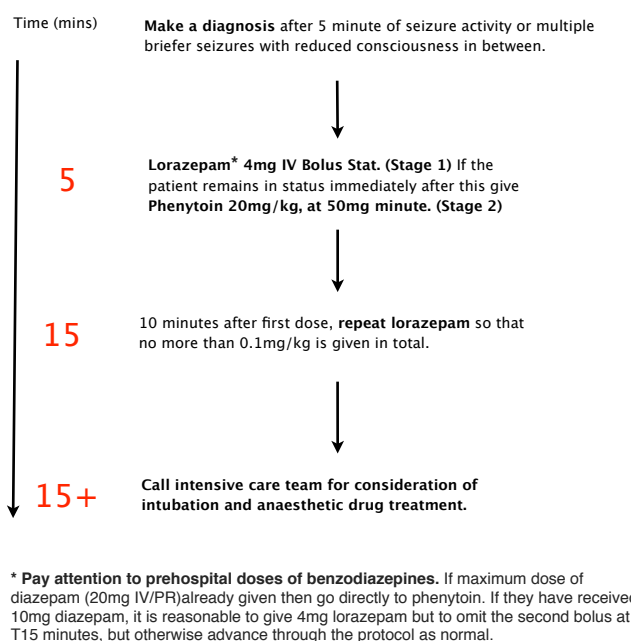 Time (mins)
Make a diagnosis after 5 minute of seizure activity or multiple
briefer seizures with reduced consciousness in between.
5
Lorazepam* 4mg IV Bolus Stat. (Stage 1) If the
patient remains in status immediately after this give
Phenytoin 20mg/kg, at 50mg minute. (Stage 2)
15
10 minutes after first dose, repeat lorazepam so that
no more than 0.1mg/kg is given in total.
15+
Call intensive care team for consideration of
intubation and anaesthetic drug treatment.
* Pay attention to prehospital doses of benzodiazepines. If maximum dose of
diazepam (20mg IV/PR)already given then go directly to phenytoin. If they have received
10mg diazepam, it is reasonable to give 4mg lorazepam but to omit the second bolus at
T15 minutes, but otherwise advance through the protocol as normal.